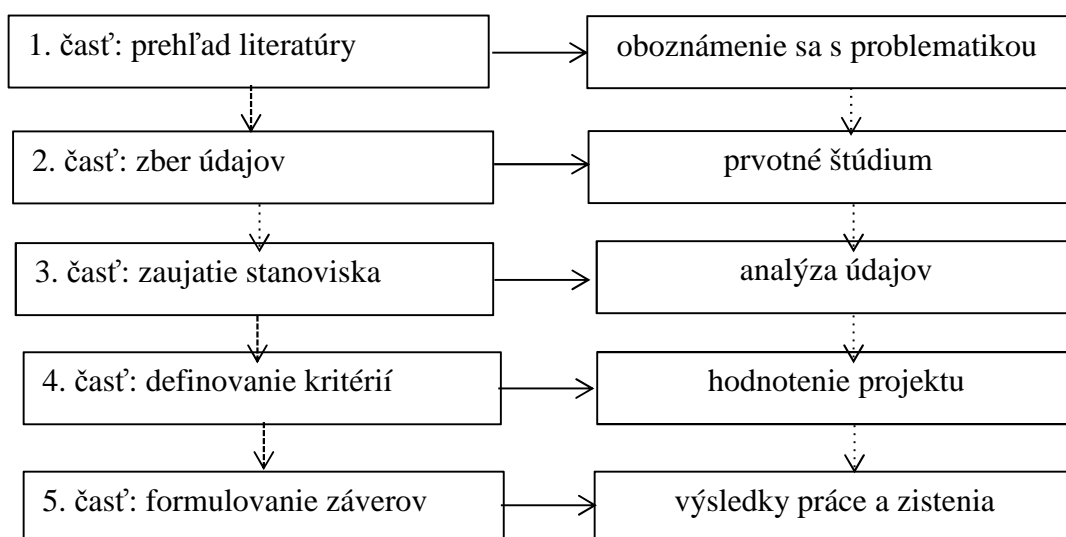 1. časť: prehľad literatúry
oboznámenie sa s problematikou
2. časť: zber údajov
prvotné štúdium
3. časť: zaujatie stanoviska
analýza údajov
4. časť: definovanie kritérií
hodnotenie projektu
5. časť: formulovanie záverov
výsledky práce a zistenia